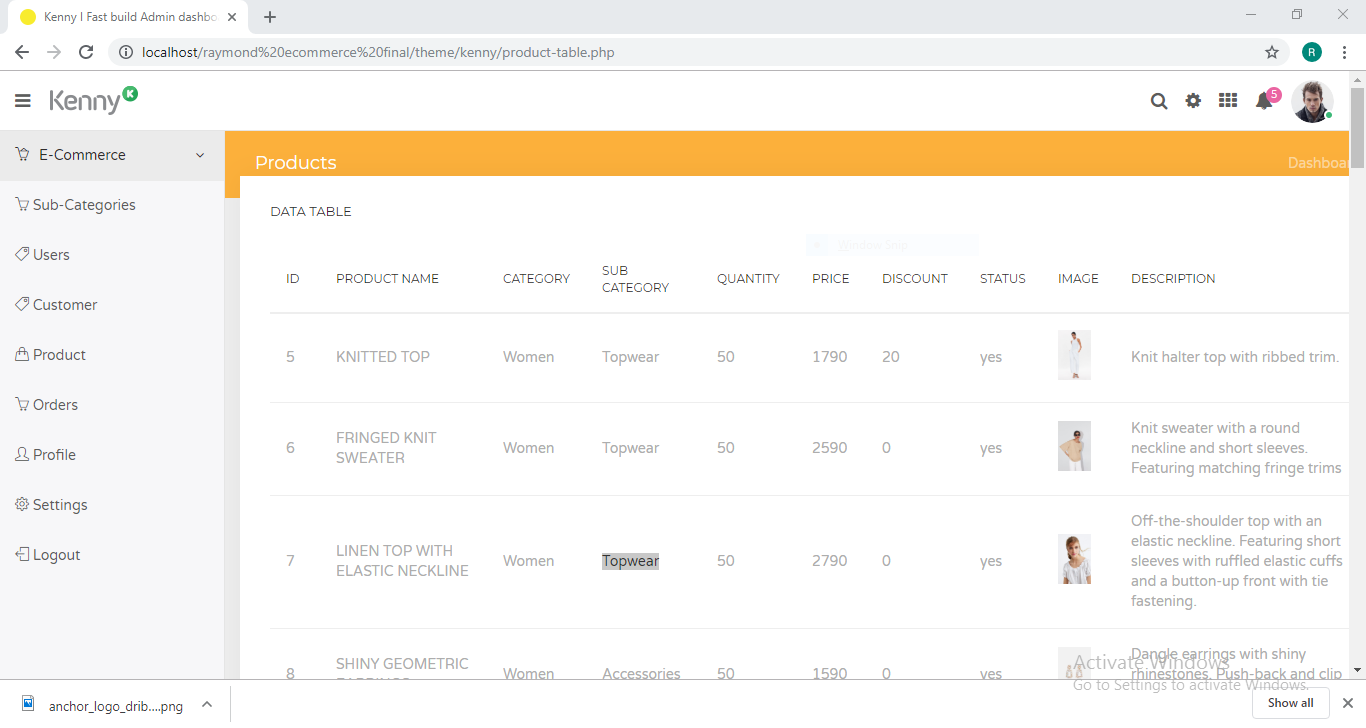 Kenny | Fast build Admin dashbo
localhost/raymond%20ecommerce%20final/theme/kenny/product-table.php
R
Kenny K
5
E-Commerce
Products
Dashboar
Sub-Categories
Users
Customer
Product
Orders
Profile
Settings
Logout
DATA TABLE
Window Snip
ID PRODUCT NAME CATEGORY SUB CATEGORY QUANTITY PRICE DISCOUNT STATUS IMAGE DESCRIPTION
5 KNITTED TOP Women Topwear 50 1790 20 yes Knit halter top with ribbed trim.
6 FRINGED KNIT SWEATER Women Topwear 50 2590 0 yes Knit sweater with a round
neckline and short sleeves.
Featuring matching fringe trims
7 LINEN TOP WITH ELASTIC NECKLINE Women Topwear 50 2790 0 yes Off-the-shoulder top with an
elastic neckline. Featuring short
sleeves with ruffled elastic cuffs
and a button-up front with tie
fastening.
8 SHINY GEOMETRIC Women Accessories 50 1590 0 yes Dangle earrings with shiny
rhinestones. Push-back and clip
Activate Windows
Go to Settings to activate Windows.
anchor_logo_drib....png
Show all